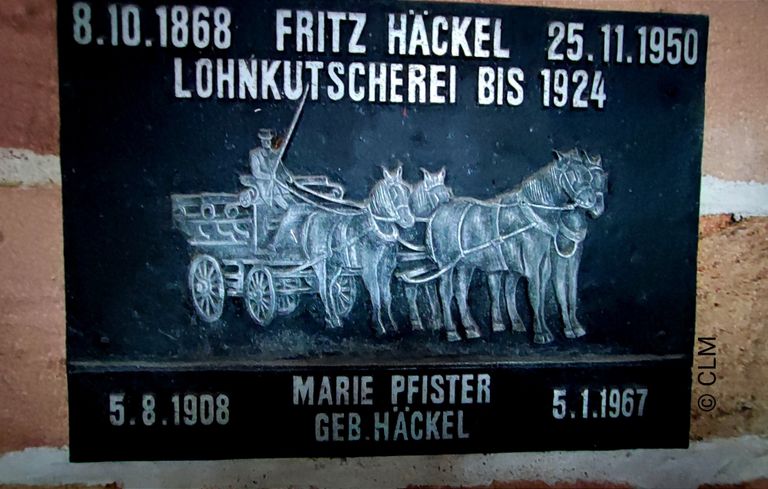 8.10.1868 FRITZ HÄCKEL 25.11.1950
LOHNKUTSCHEREI BIS 1924
5.8.1908 MARIE PFISTER 5.1.1967
GEB.HÄCKEL
© CLM